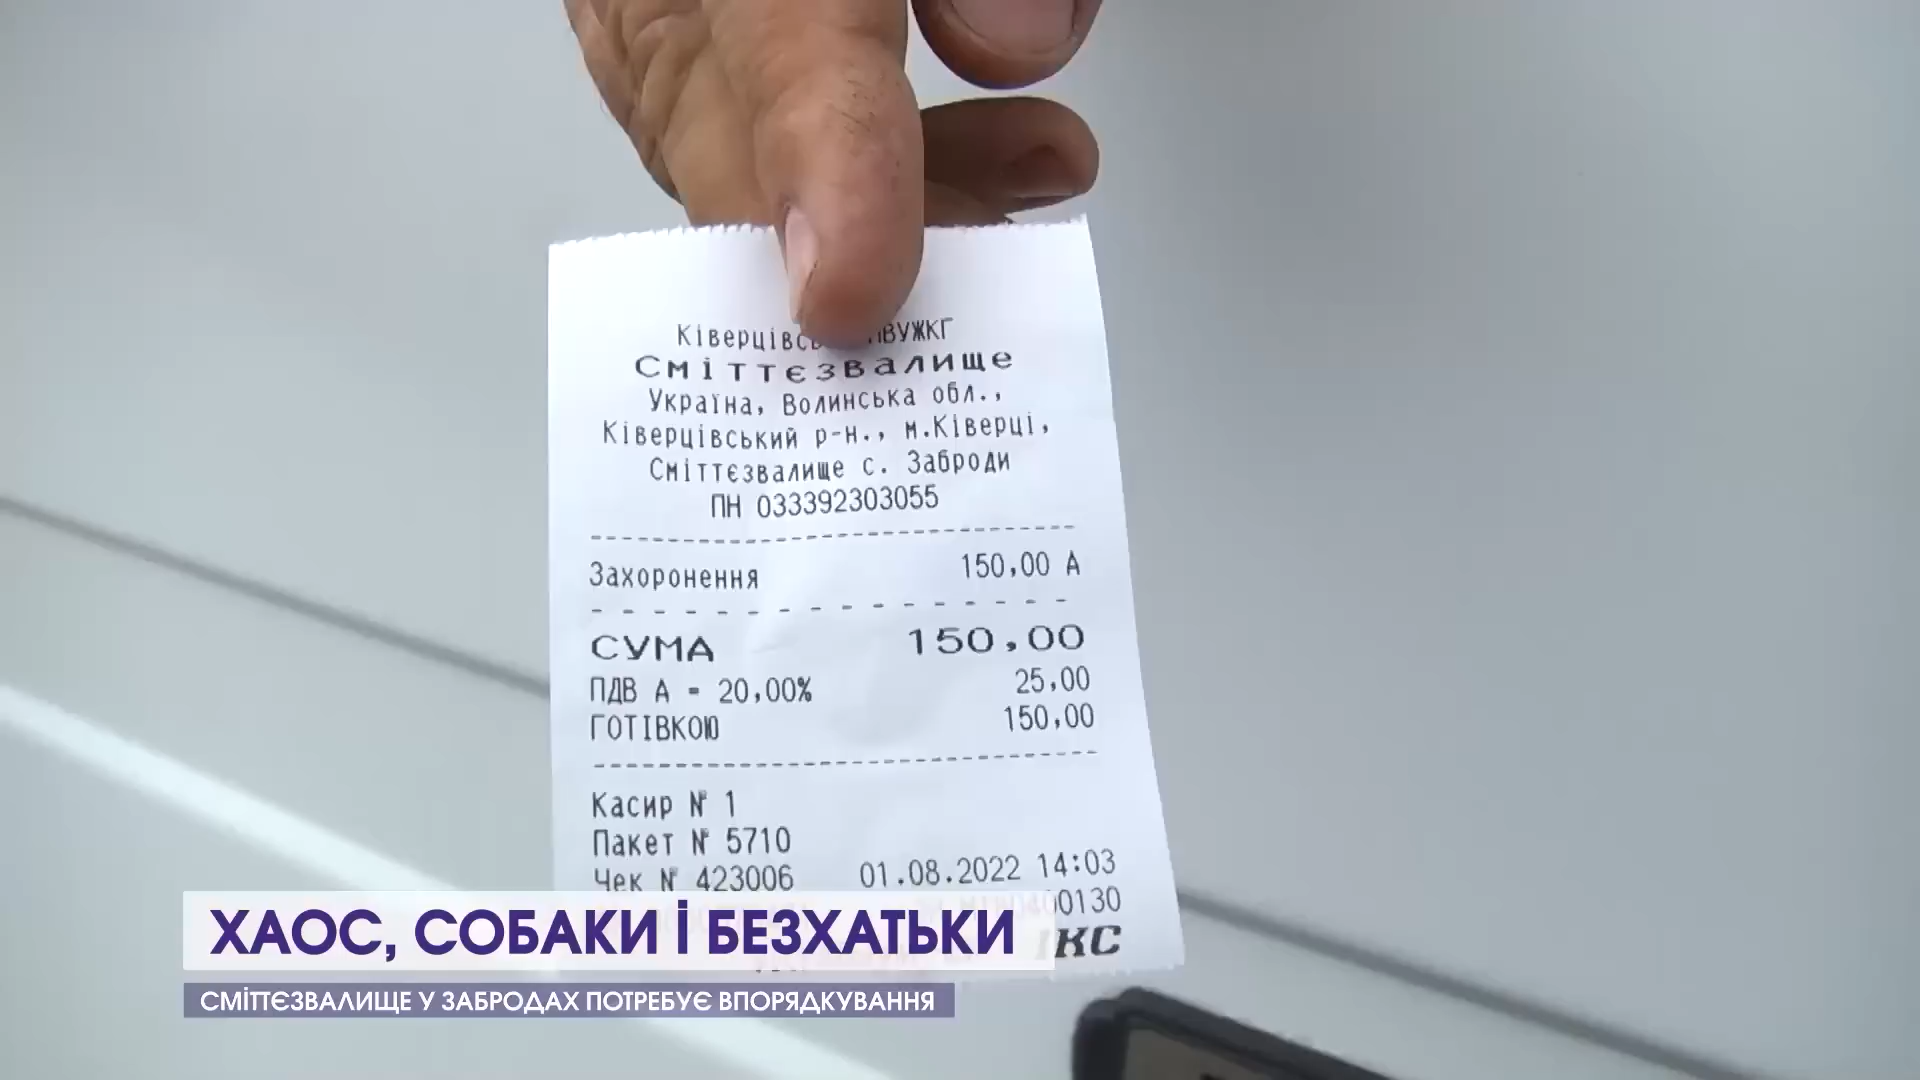 ВУЖКГ
Сміттєзвалище
Україна, Волинська обл.,
Ківерцівський р-н., м.Ківерці,
Сміттєзвалище с. Заброди
ПН 033392303055
Захоронення 150,00 А
СУМА 150,00
ПДВ А = 20,00% 25,00
ГОТІВКОЮ 150,00
Касир № 1
Пакет № 5710
Чек № 423006 01.08.2022 14:03
ХАОС, СОБАКИ І БЕЗХАТЬКИ
СМІТТЄЗВАЛИЩЕ У ЗАБРОДАХ ПОТРЕБУЄ ВПОРЯДКУВАННЯ